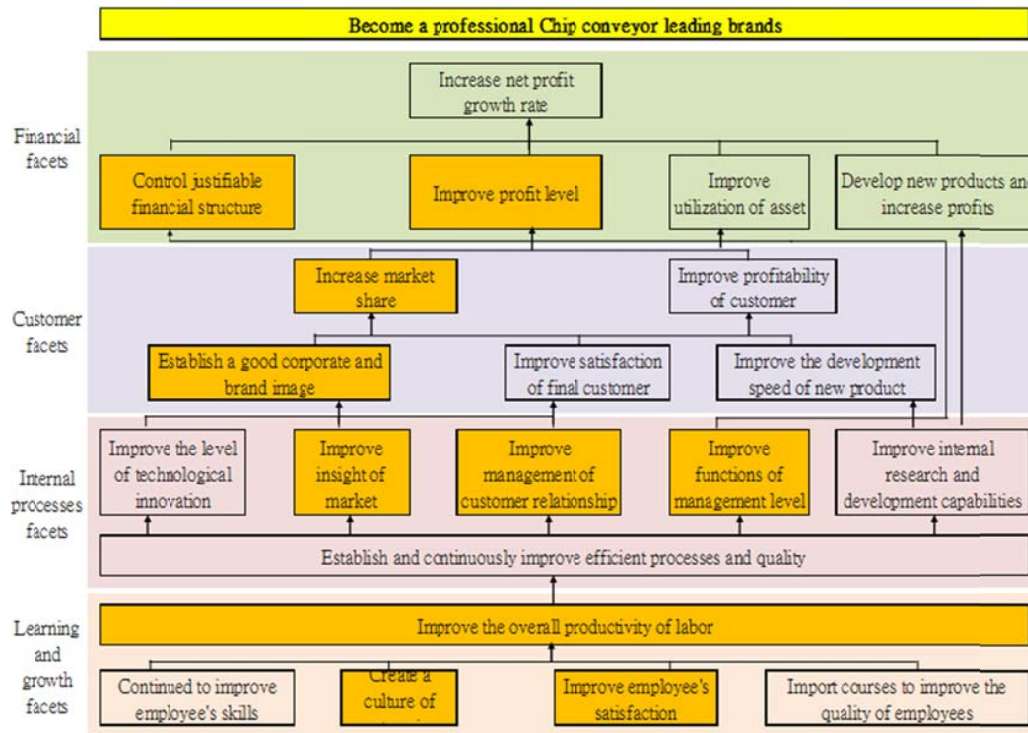 Become a professional Chip conveyor leading brands
Financial
facets
Increase net profit
growth rate
Control justifiable
financial structure
Improve profit level
Improve
utilization of asset
Develop new products and
increase profits
Customer
facets
Increase market
share
Improve profitability
of customer
Establish a good corporate and
brand image
Improve satisfaction
of final customer
Improve the development
speed of new product
Internal
processes
facets
Improve the level
of technological
innovation
Improve
insight of
market
Improve
management of
customer relationship
Improve
functions of
management level
Improve internal
research and
development capabilities
Establish and continuously improve efficient processes and quality
Learning
and
growth
facets
Improve the overall productivity of labor
Continued to improve
employee's skills
Create a
culture of
Improve employee's
satisfaction
Import courses to improve the
quality of employees